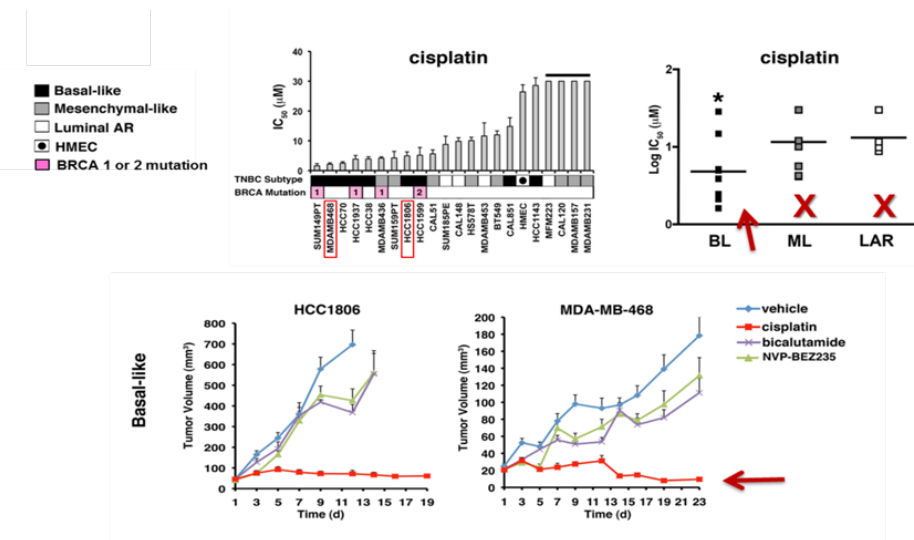 Basal-like
Mesenchymal-like
Luminal AR
HMEC
BRCA 1 or 2 mutation
cisplatin
IC50 (µM)
40
30
20
10
0
TNBC Subtype
BRCA Mutation
1 1 1 2
SUM149PT
MDAMB468
HCC70
HCC1937
HCC38
MDAMB436
SUM159PT
HCC1806
HCC1599
CAL51
SUM185PE
CAL148
HS578T
MDAMB453
BT549
CAL851
HMEC
HCC1143
MFM223
CAL120
MDAMB157
MDAMB231
cisplatin
Log IC50 (µM)
2
1
0
*
X X
BL ML LAR
Basal-like
HCC1806
Tumor Volume (mm3)
800
700
600
500
400
300
200
100
0
1 3 5 7 9 11 13 15 17 19
Time (d)
MDA-MB-468
Tumor Volume (mm3)
200
180
160
140
120
100
80
60
40
20
0
1 3 5 7 9 11 13 15 17 19 21 23
Time (d)
vehicle
cisplatin
bicalutamide
NVP-BEZ235